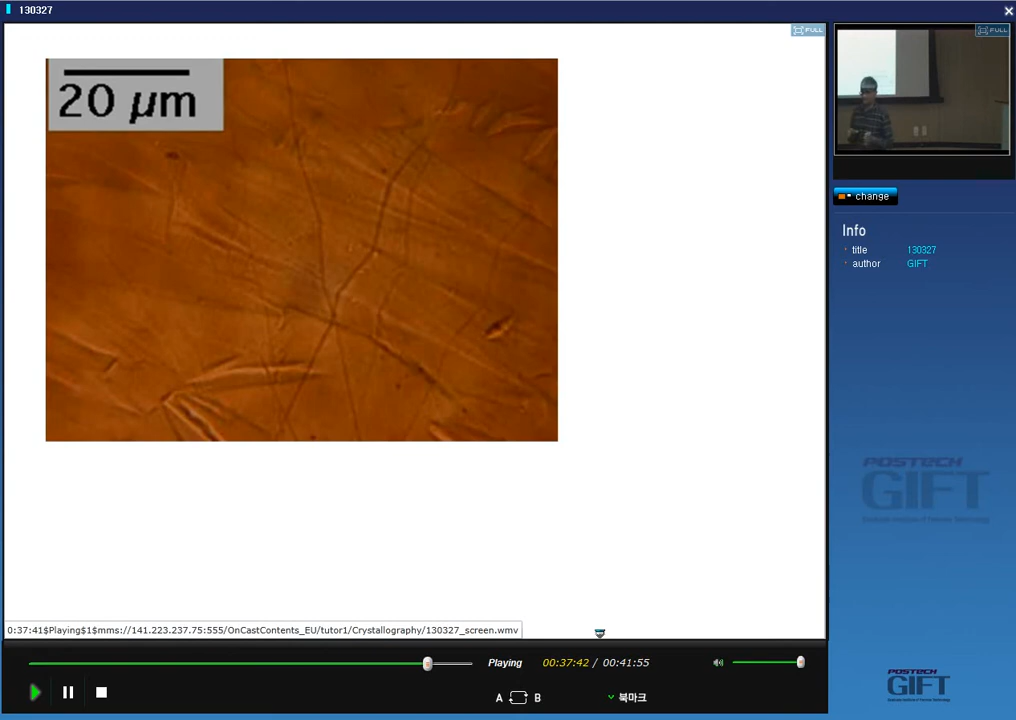 130327
FULL
FULL
20 µm
change
Info
title 130327
author GIFT
POSTECH
GIFT
0:37:41$Playing$1$mms://141.223.237.75:555/OnCastContents_EU/tutor1/Crystallography/130327_screen.wmv
Playing 00:37:42 / 00:41:55
A B 북마크
POSTECH
GIFT